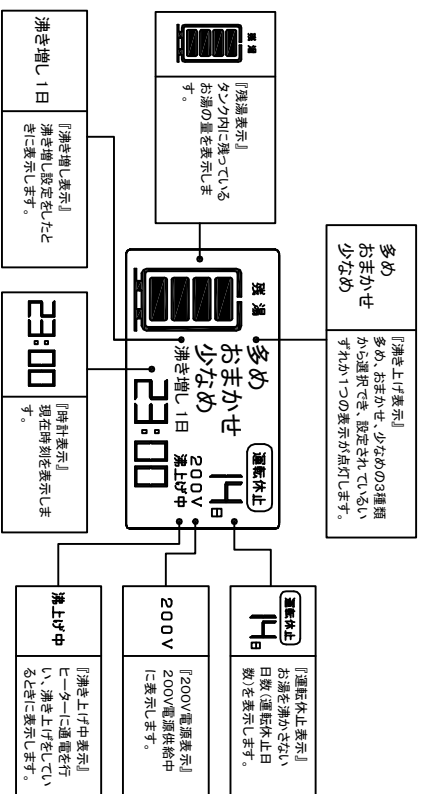 多め
おまかせ
少なめ
『沸き上げ表示』
多め、おまかせ、少なめの3種類
から選択でき、設定されているい
ずれか1つの表示が点灯します。
残湯
『残湯表示』
タンク内に残っている
お湯の量を表示しま
す。
沸き増し 1日
『沸き増し表示』
沸き増し設定をしたと
きに表示します。
残湯
多め
おまかせ
少なめ
沸き増し 1日
23:00
運転休止
14日
200V
沸上げ中
23:00
『時計表示』
現在時刻を表示しま
す。
運転休止
14日
『運転休止表示』
お湯を沸かさない
日数(運転休止日
数)を表示します。
200V
『200V電源表示』
200V電源供給中
に表示します。
沸上げ中
『沸き上げ中表示』
ヒーターに通電を行
い、沸き上げをしてい
るときに表示します。